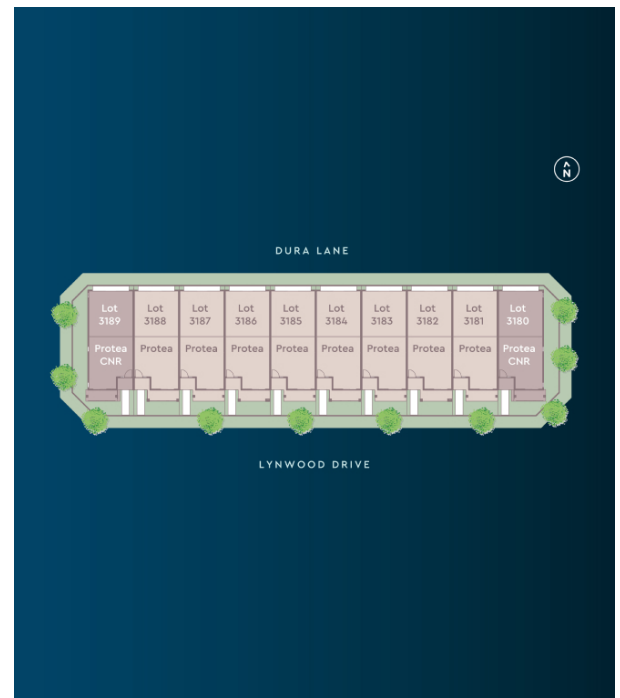 N
DURA LANE
Lot
3189
Lot
3188
Lot
3187
Lot
3186
Lot
3185
Lot
3184
Lot
3183
Lot
3182
Lot
3181
Lot
3180
Protea
CNR
Protea
Protea
Protea
Protea
Protea
Protea
Protea
Protea
Protea
CNR
LYNWOOD DRIVE